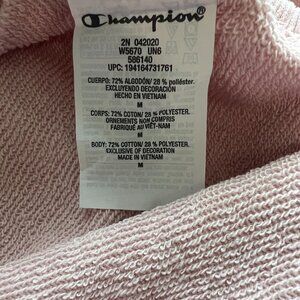 Champion
2N 042020
W5670 UN6
586140
UPC: 194164731761
CUERPO: 72% ALGODÓN/ 28 % poliéster.
EXCLUYENDO DECORACIÓN
HECHO EN VIETNAM
M
CORPS: 72% COTON/ 28 % POLYESTER.
ORNEMENTS NON COMPRIS
FABRIQUÉ AU VIET-NAM
M
BODY: 72% COTTON/ 28 % POLYESTER.
EXCLUSIVE OF DECORATION
MADE IN VIETNAM
M